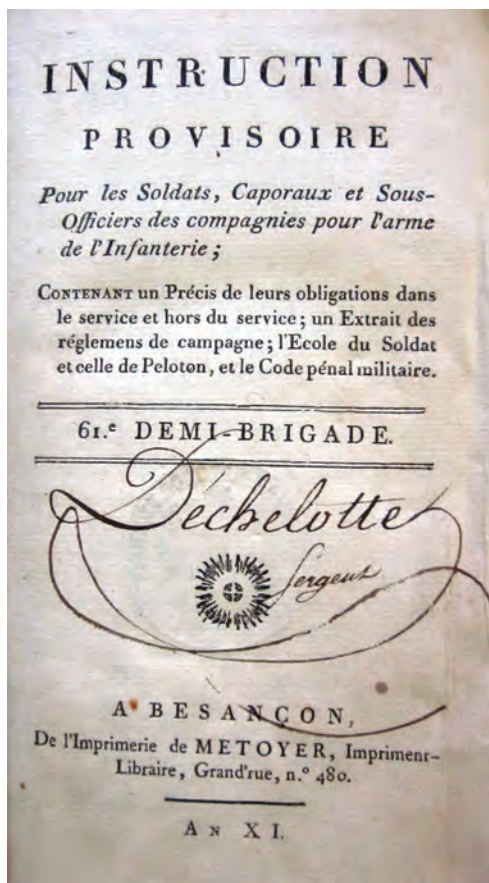 INSTRUCTION
PROVISOIRE
Pour les Soldats, Caporaux et Sous-
Officiers des compagnies pour l'arme
de l'Infanterie ;
CONTENANT un Précis de leurs obligations dans
le service et hors du service ; un Extrait des
réglemens de campagne ; l'Ecole du Soldat
et celle de Peloton, et le Code pénal militaire.
61.e DEMI-BRIGADE.
Déchelotte
Sergent
A BESANÇON,
De l'Imprimerie de METOYER, Imprimeur-
Libraire, Grand'rue, n.° 480.
AN XI.